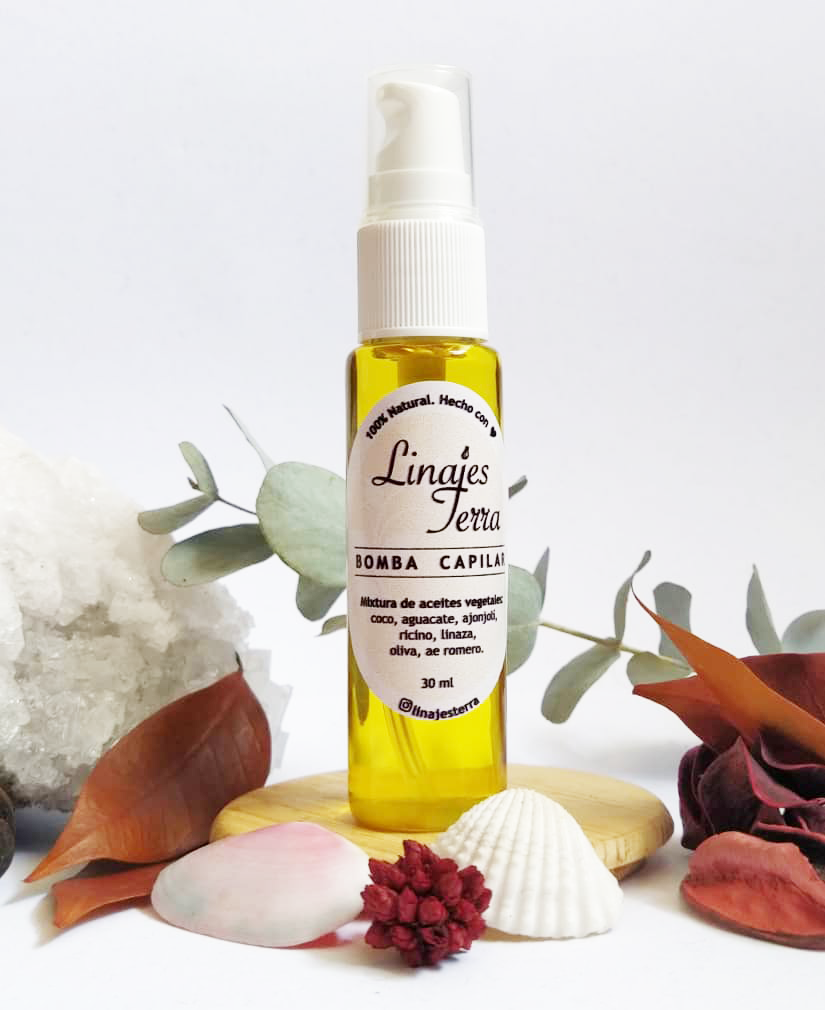 100% Natural. Hecho con
Linajes
Terra
BOMBA CAPILAR
Mixtura de aceites vegetales
coco, aguacate, ajonjolí,
ricino, linaza,
oliva, ae romero.
30 ml
linajesterra